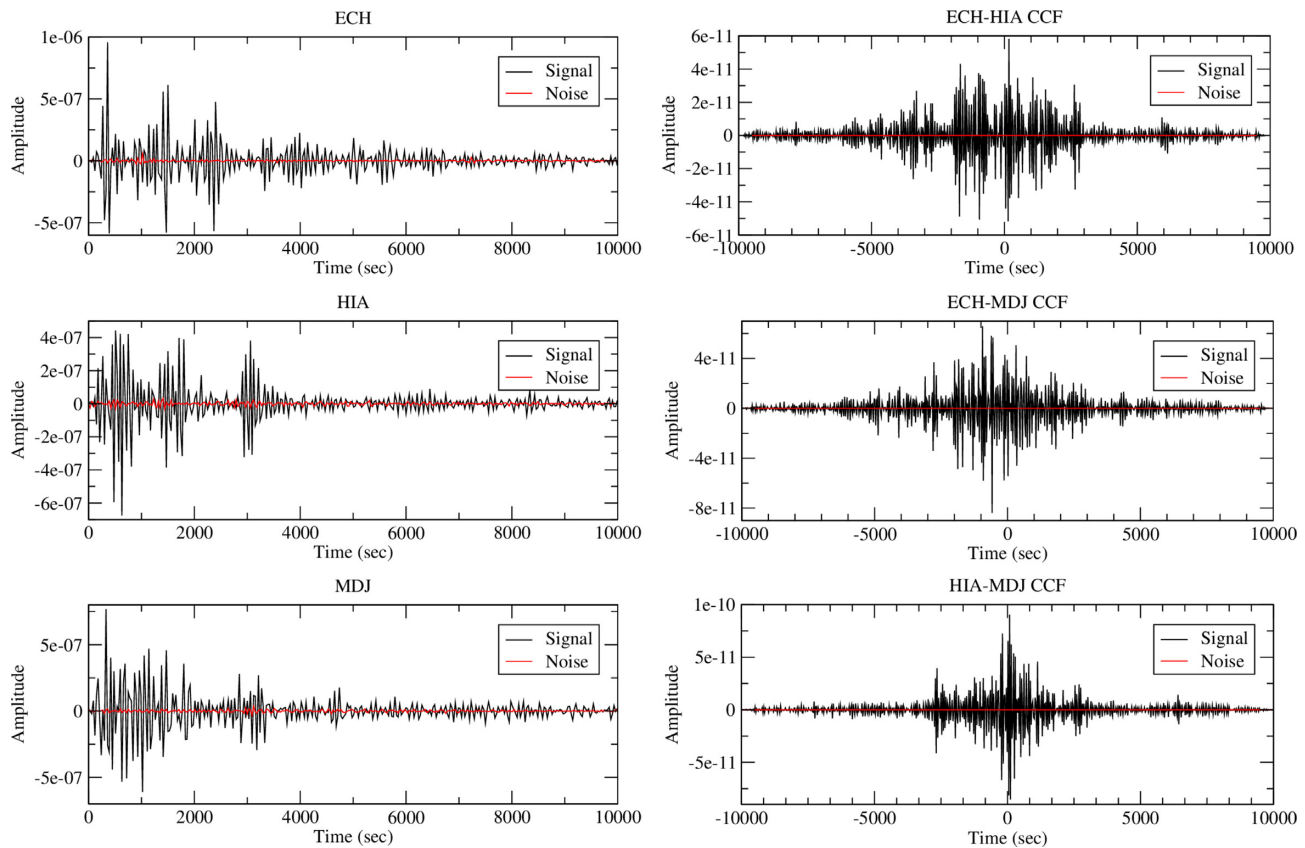 ECH
1e-06
5e-07
0
-5e-07
Amplitude
Signal
Noise
0 2000 4000 6000 8000 10000
Time (sec)
ECH-HIA CCF
6e-11
4e-11
2e-11
0
-2e-11
-4e-11
-6e-11
Amplitude
Signal
Noise
-10000 -5000 0 5000 10000
Time (sec)
HIA
4e-07
2e-07
0
-2e-07
-4e-07
-6e-07
Amplitude
Signal
Noise
0 2000 4000 6000 8000 10000
Time (sec)
ECH-MDJ CCF
4e-11
0
-4e-11
-8e-11
Amplitude
Signal
Noise
-10000 -5000 0 5000 10000
Time (sec)
MDJ
5e-07
0
-5e-07
Amplitude
Signal
Noise
0 2000 4000 6000 8000 10000
Time (sec)
HIA-MDJ CCF
1e-10
5e-11
0
-5e-11
Amplitude
Signal
Noise
-10000 -5000 0 5000 10000
Time (sec)